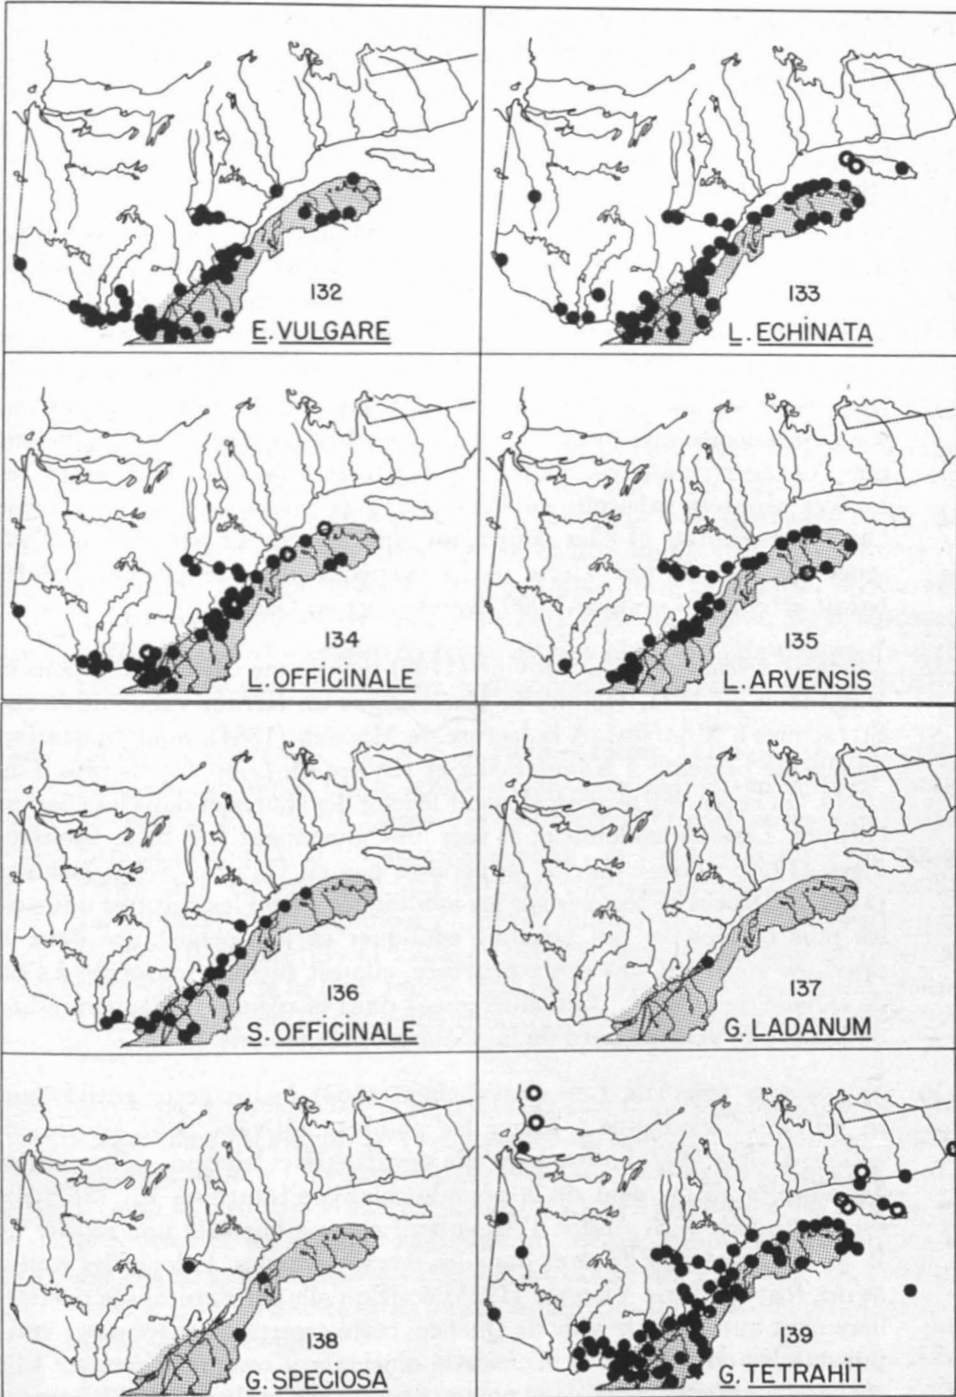 132
E. VULGARE
133
L. ECHINATA
134
L. OFFICINALE
135
L. ARVENSIS
136
S. OFFICINALE
137
G. LADANUM
138
G. SPECIOSA
139
G. TETRAHIT